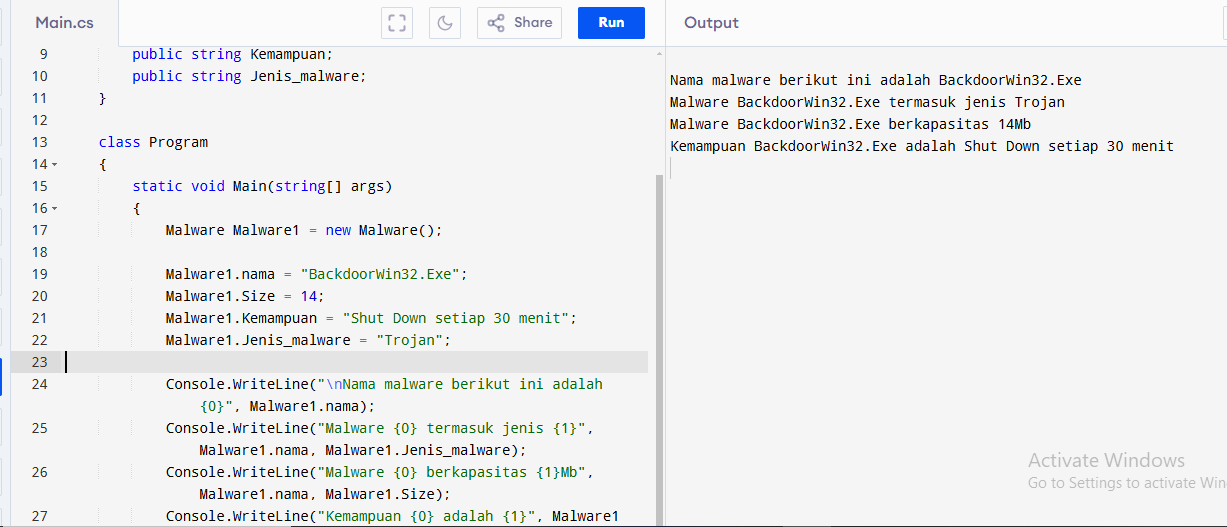 Main.cs
Share
Run
Output
9 public string Kemampuan;
10 public string Jenis_malware;
11 }
12
13 class Program
14 {
15 static void Main(string[] args)
16 {
17 Malware Malware1 = new Malware();
18
19 Malware1.nama = "BackdoorWin32.Exe";
20 Malware1.Size = 14;
21 Malware1.Kemampuan = "Shut Down setiap 30 menit";
22 Malware1.Jenis_malware = "Trojan";
23
24 Console.WriteLine("\nNama malware berikut ini adalah
{0}", Malware1.nama);
25 Console.WriteLine("Malware {0} termasuk jenis {1}",
Malware1.nama, Malware1.Jenis_malware);
26 Console.WriteLine("Malware {0} berkapasitas {1}Mb",
Malware1.nama, Malware1.Size);
27 Console.WriteLine("Kemampuan {0} adalah {1}", Malware1
Nama malware berikut ini adalah BackdoorWin32.Exe
Malware BackdoorWin32.Exe termasuk jenis Trojan
Malware BackdoorWin32.Exe berkapasitas 14Mb
Kemampuan BackdoorWin32.Exe adalah Shut Down setiap 30 menit
Activate Windows
Go to Settings to activate Win